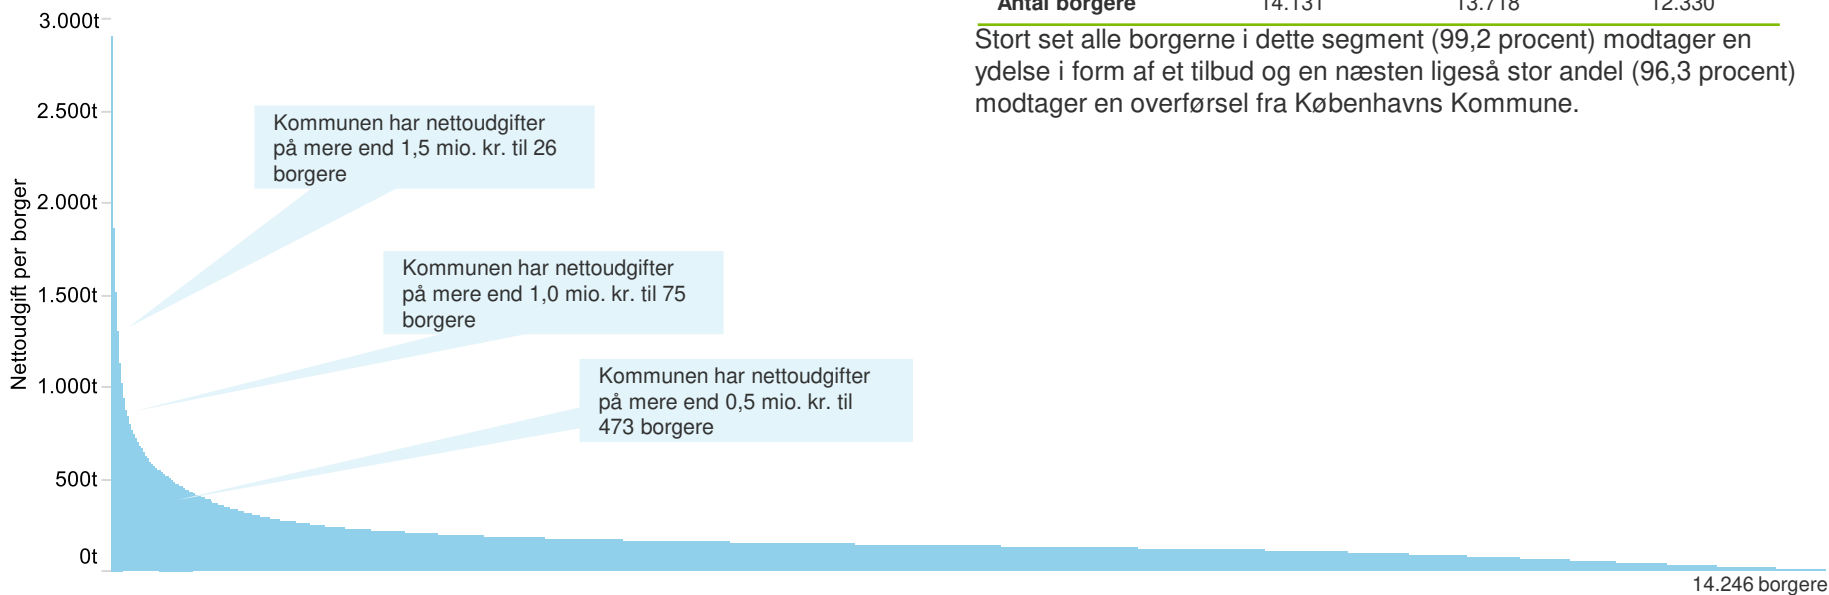 Antal borgere 14.131 13.718 12.330
Stort set alle borgerne i dette segment (99,2 procent) modtager en
ydelse i form af et tilbud og en næsten ligeså stor andel (96,3 procent)
modtager en overførsel fra Københavns Kommune.
Nettoudgift per borger
3.000t
2.500t
2.000t
1.500t
1.000t
500t
0t
Kommunen har nettoudgifter
på mere end 1,5 mio. kr. til 26
borgere
Kommunen har nettoudgifter
på mere end 1,0 mio. kr. til 75
borgere
Kommunen har nettoudgifter
på mere end 0,5 mio. kr. til
473 borgere
14.246 borgere